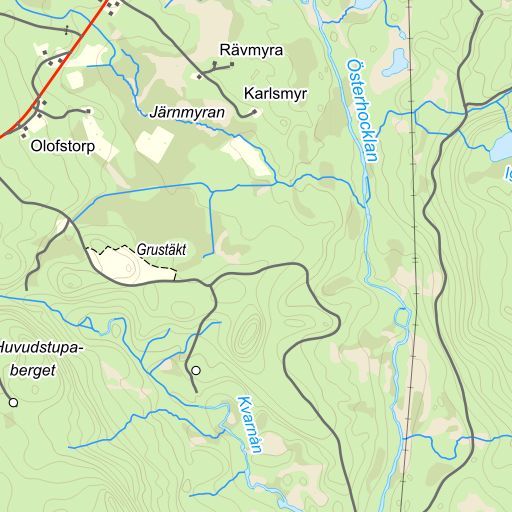 Rävmyra
Karlsmyr
Järnmyran
Olofstorp
Österhocklan
Grustäkt
Huvudstupa-
berget
Kvarnån